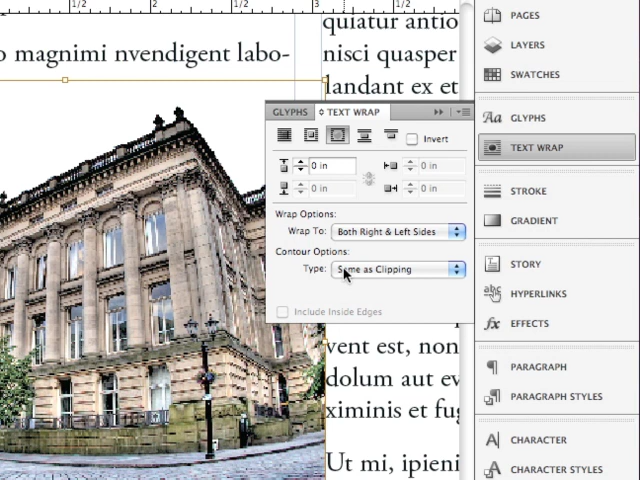 1/2
2
1/2
3
1/2
o magnimi nvendigent labo-
quiatur antio
nisci quasper
landant ex et
GLYPHS
TEXT WRAP
Invert
0 in
0 in
0 in
0 in
Wrap Options:
Wrap To: Both Right & Left Sides
Contour Options:
Type: Same as Clipping
Include Inside Edges
vent est, non
dolum aut ev
ximinis et fug
Ut mi, ipieni
PAGES
LAYERS
SWATCHES
GLYPHS
TEXT WRAP
STROKE
GRADIENT
STORY
HYPERLINKS
EFFECTS
PARAGRAPH
PARAGRAPH STYLES
CHARACTER
CHARACTER STYLES